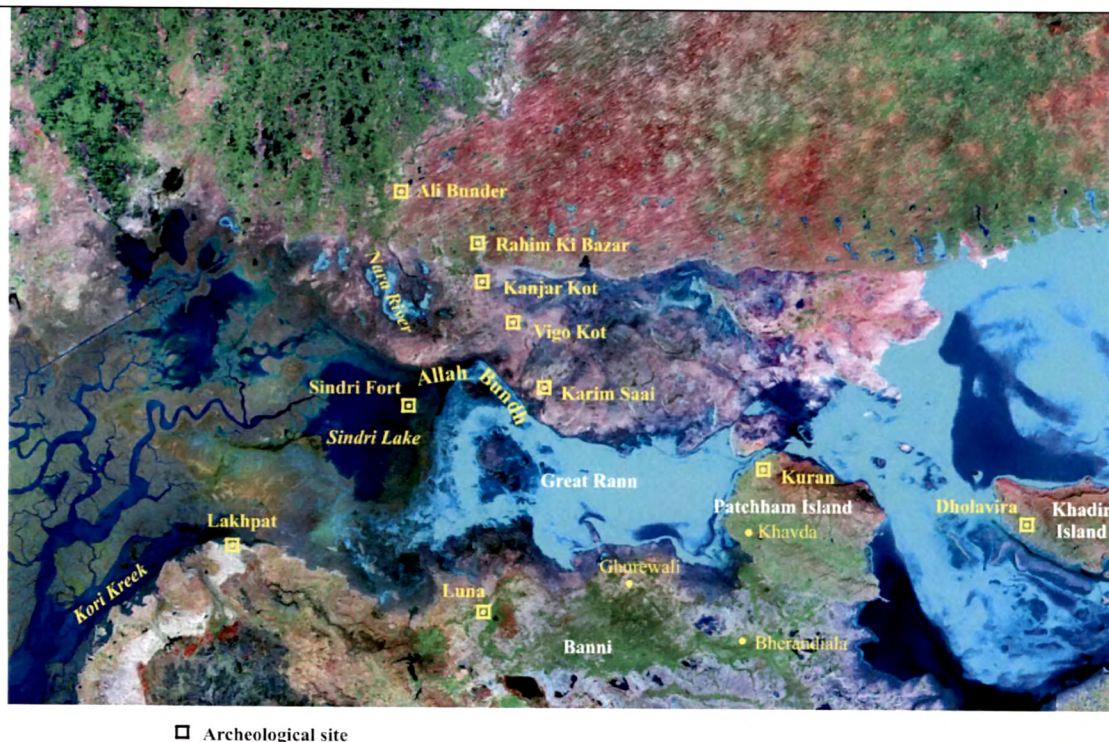 Ali Bunder
Rahim Ki Bazar
Nara River
Kanjar Kot
Vigo Kot
Allah Bundh
Sindri Fort
Karim Saai
Sindri Lake
Great Rann
Kuran
Patchham Island
Dholavira
Khadir
Island
Lakhpat
Khavda
Kori Kreek
Ghurewali
Luna
Banni
Bherandiala
Archeological site